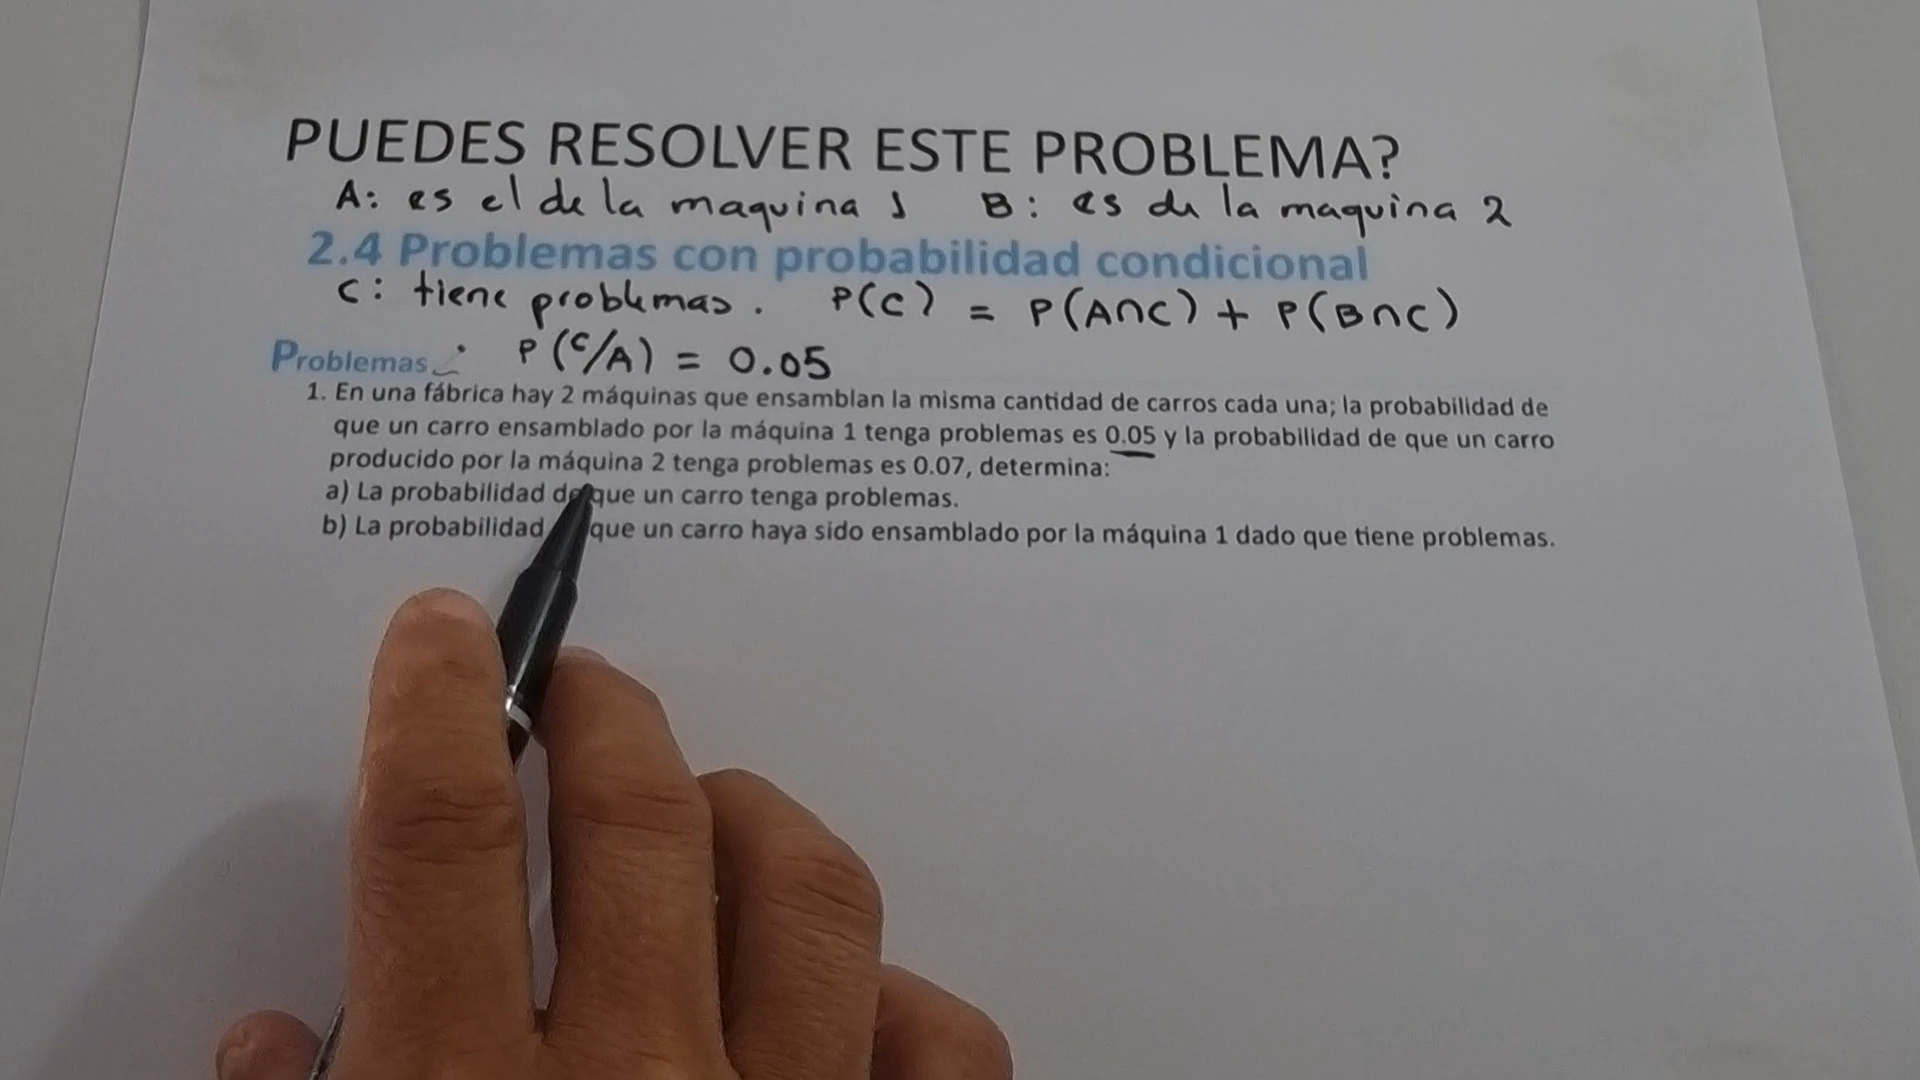 PUEDES RESOLVER ESTE PROBLEMA?
A: es el de la maquina 1 B: es de la maquina 2
2.4 Problemas con probabilidad condicional
C: tiene problemas. P(C) = P(A∩C) + P(B∩C)
Problemas P(C/A) = 0.05
1. En una fábrica hay 2 máquinas que ensamblan la misma cantidad de carros cada una; la probabilidad de
que un carro ensamblado por la máquina 1 tenga problemas es 0.05 y la probabilidad de que un carro
producido por la máquina 2 tenga problemas es 0.07, determina:
a) La probabilidad de que un carro tenga problemas.
b) La probabilidad que un carro haya sido ensamblado por la máquina 1 dado que tiene problemas.